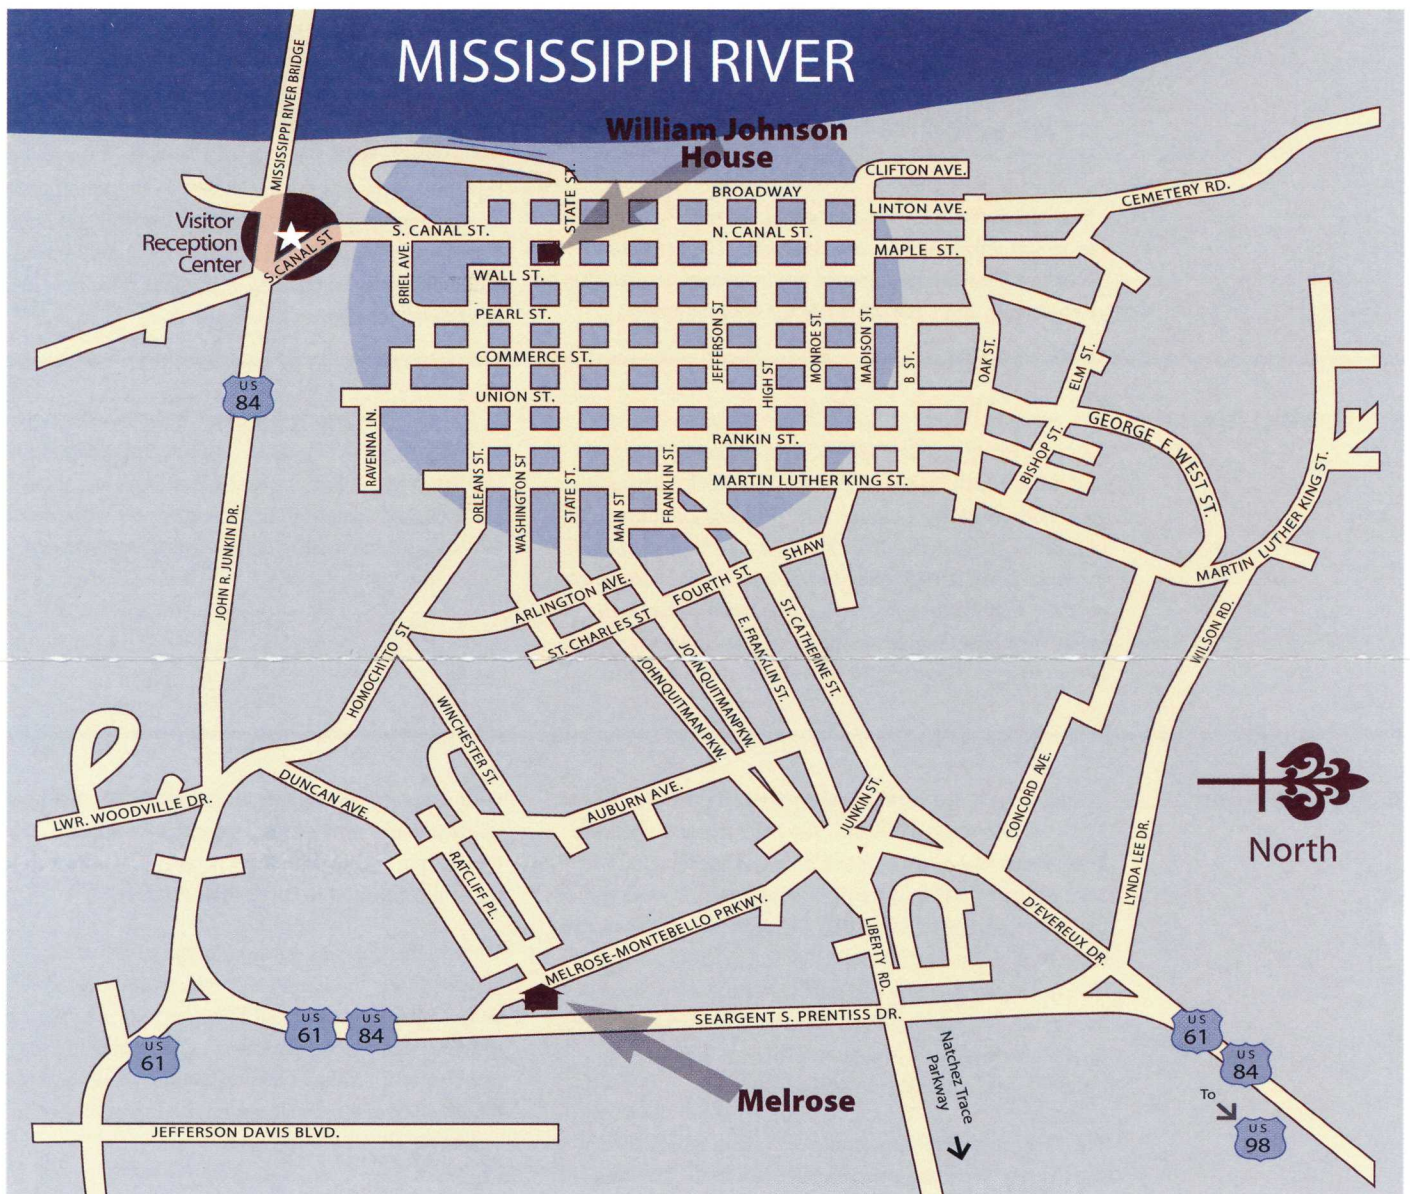 MISSISSIPPI RIVER
MISSISSIPPI RIVER BRIDGE
William Johnson
House
Visitor
Reception
Center
S. CANAL ST
STATE ST.
BROADWAY
CLIFTON AVE.
LINTON AVE.
CEMETERY RD.
S. CANAL ST.
N. CANAL ST.
MAPLE ST.
BRIEL AVE.
WALL ST.
PEARL ST.
COMMERCE ST.
UNION ST.
JEFFERSON ST
HIGH ST
MONROE ST.
MADISON ST.
B ST.
OAK ST.
ELM ST.
US
84
RAVENNA LN.
RANKIN ST.
MARTIN LUTHER KING ST.
BISHOP ST.
GEORGE F. WEST ST.
MARTIN LUTHER KING ST.
ORLEANS ST.
WASHINGTON ST
STATE ST.
MAIN ST
FRANKLIN ST.
JOHN R. JUNKIN DR.
ARLINGTON AVE.
ST. CHARLES ST.
FOURTH ST.
SHAW
HOMOCHITTO ST
WINCHESTER ST.
JOHN QUITMAN PKW.
JOHNQUITMANPKW.
E. FRANKLIN ST.
ST. CATHERINE ST.
WILSON RD.
LWR. WOODVILLE DR.
DUNCAN AVE.
AUBURN AVE.
JUNKIN ST.
CONCORD AVE.
LYNDA LEE DR.
North
RATCLIFF PL.
MELROSE-MONTEBELLO PRKWY.
LIBERTY RD.
D'EVEREUX DR.
SEARGENT S. PRENTISS DR.
US
61
US
61
US
84
US
61
US
84
To
US
98
Natchez Trace
Parkway
Melrose
JEFFERSON DAVIS BLVD.